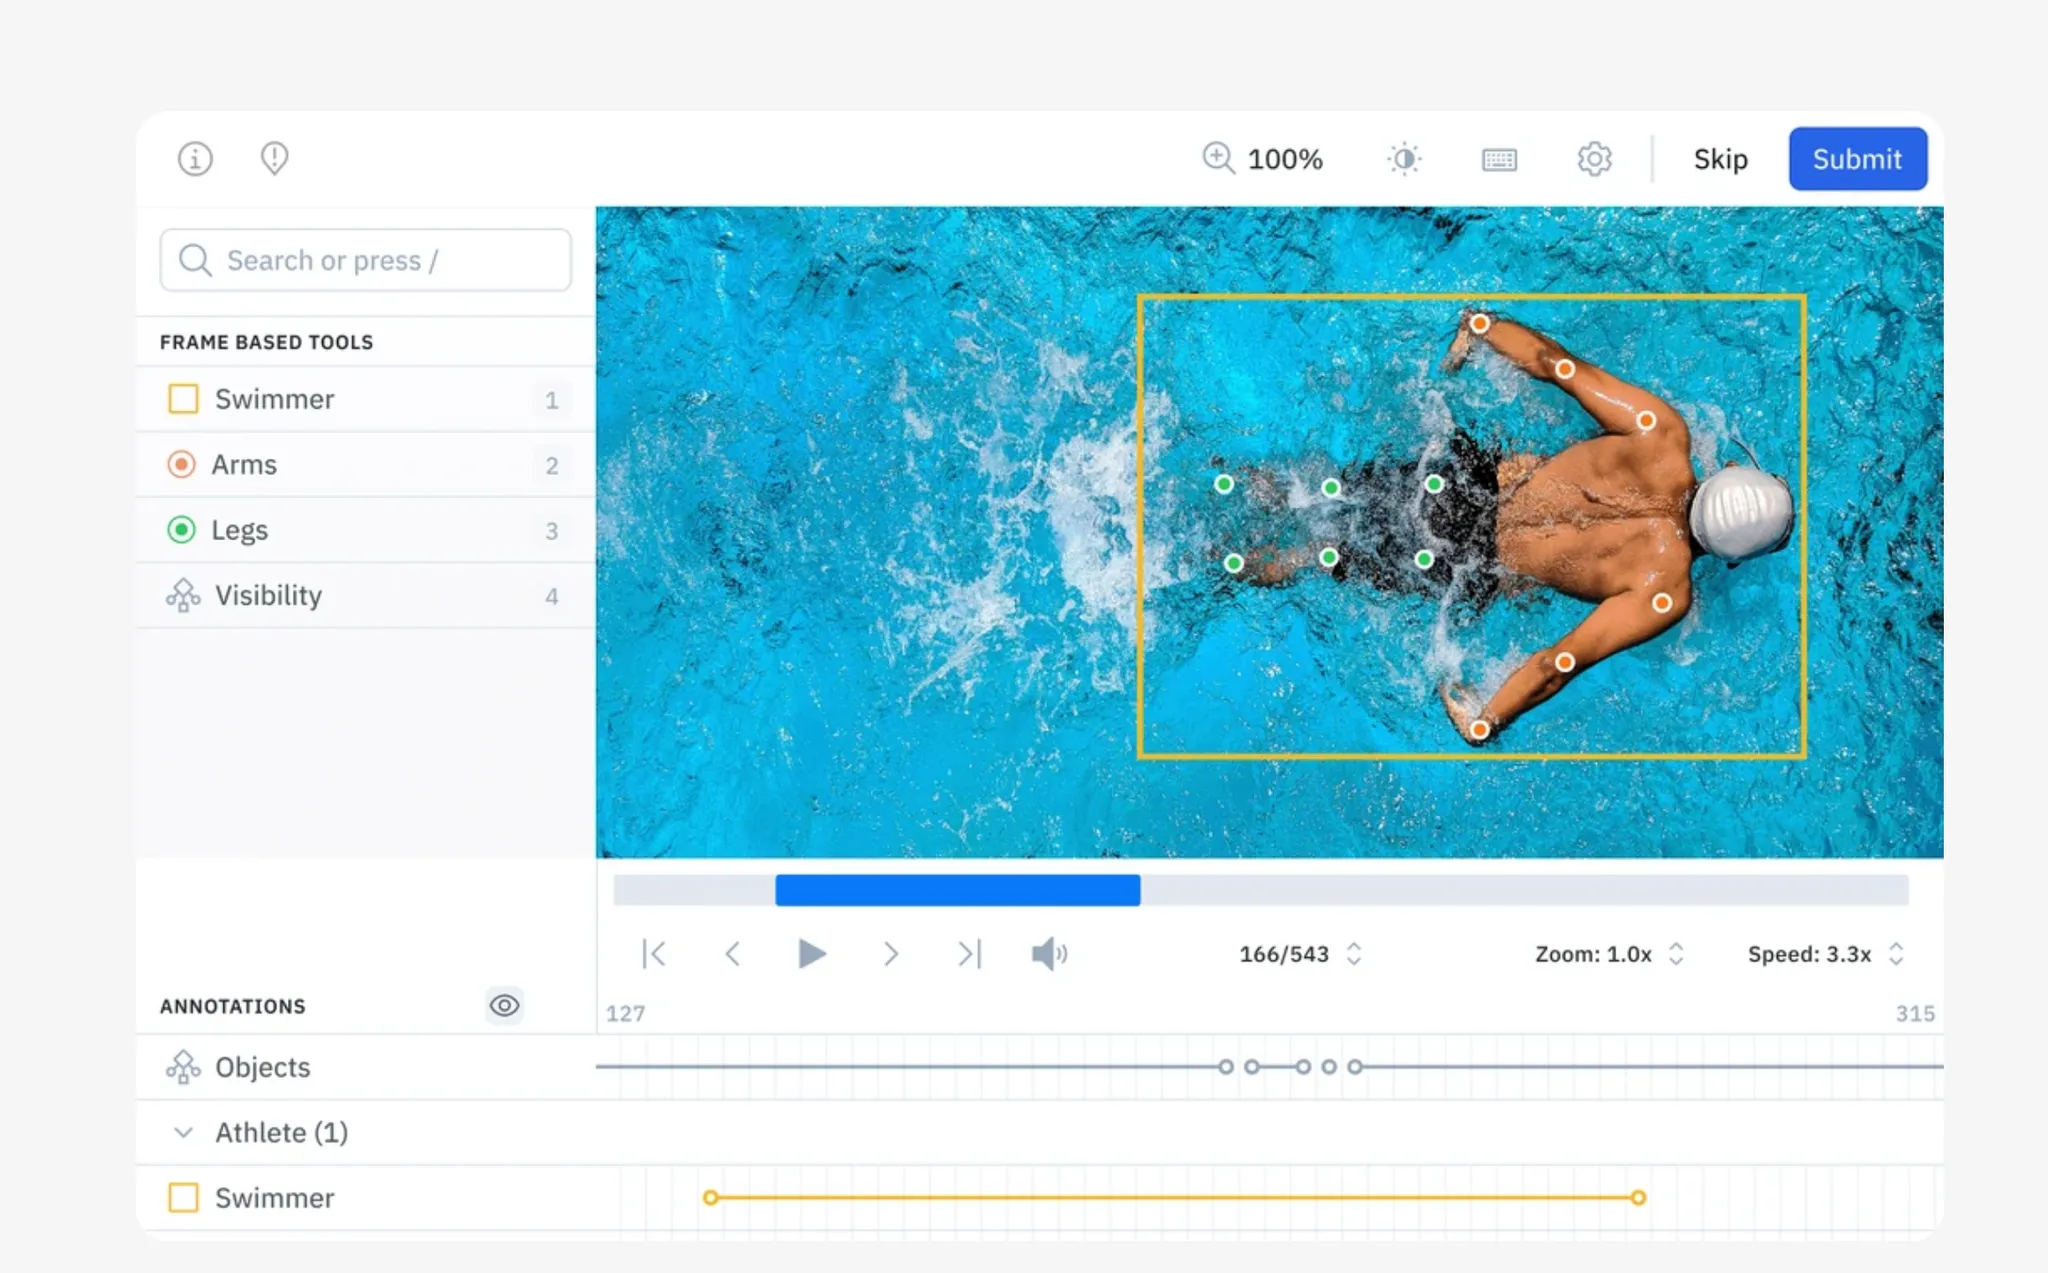 100%
Skip
Submit
Search or press /
FRAME BASED TOOLS
Swimmer 1
Arms 2
Legs 3
Visibility 4
166/543
Zoom: 1.0x
Speed: 3.3x
ANNOTATIONS
127
315
Objects
Athlete (1)
Swimmer